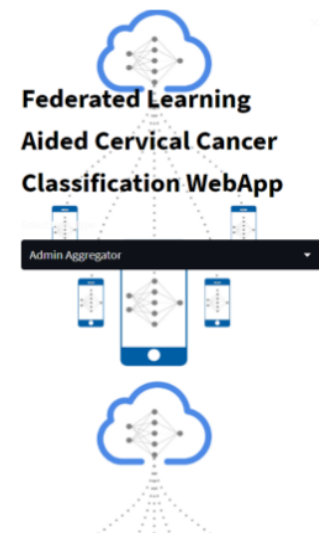 Federated Learning
Aided Cervical Cancer
Classification WebApp
Admin Aggregator